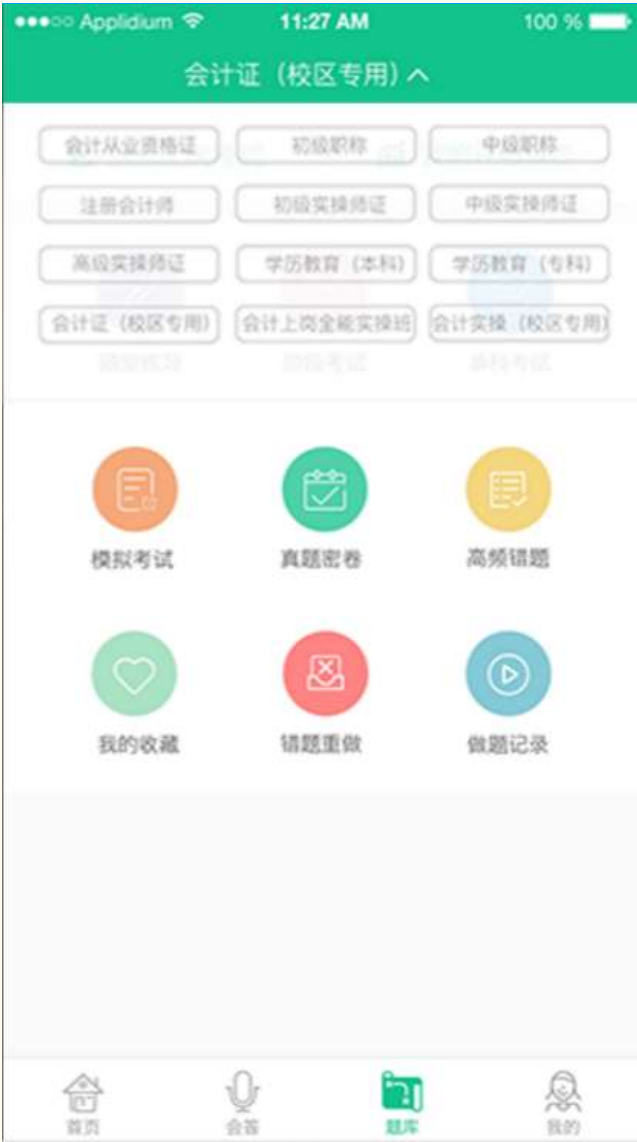 Applidium 11:27 AM 100 %
会计证（校区专用）
会计从业资格证 初级职称 中级职称
注册会计师 初级实操师证 中级实操师证
高级实操师证 学历教育（本科） 学历教育（专科）
会计证（校区专用） 会计上岗全能实操班 会计实操（校区专用）
模拟考试 真题密卷 高频错题
我的收藏 错题重做 做题记录
首页 会答 题库 我的